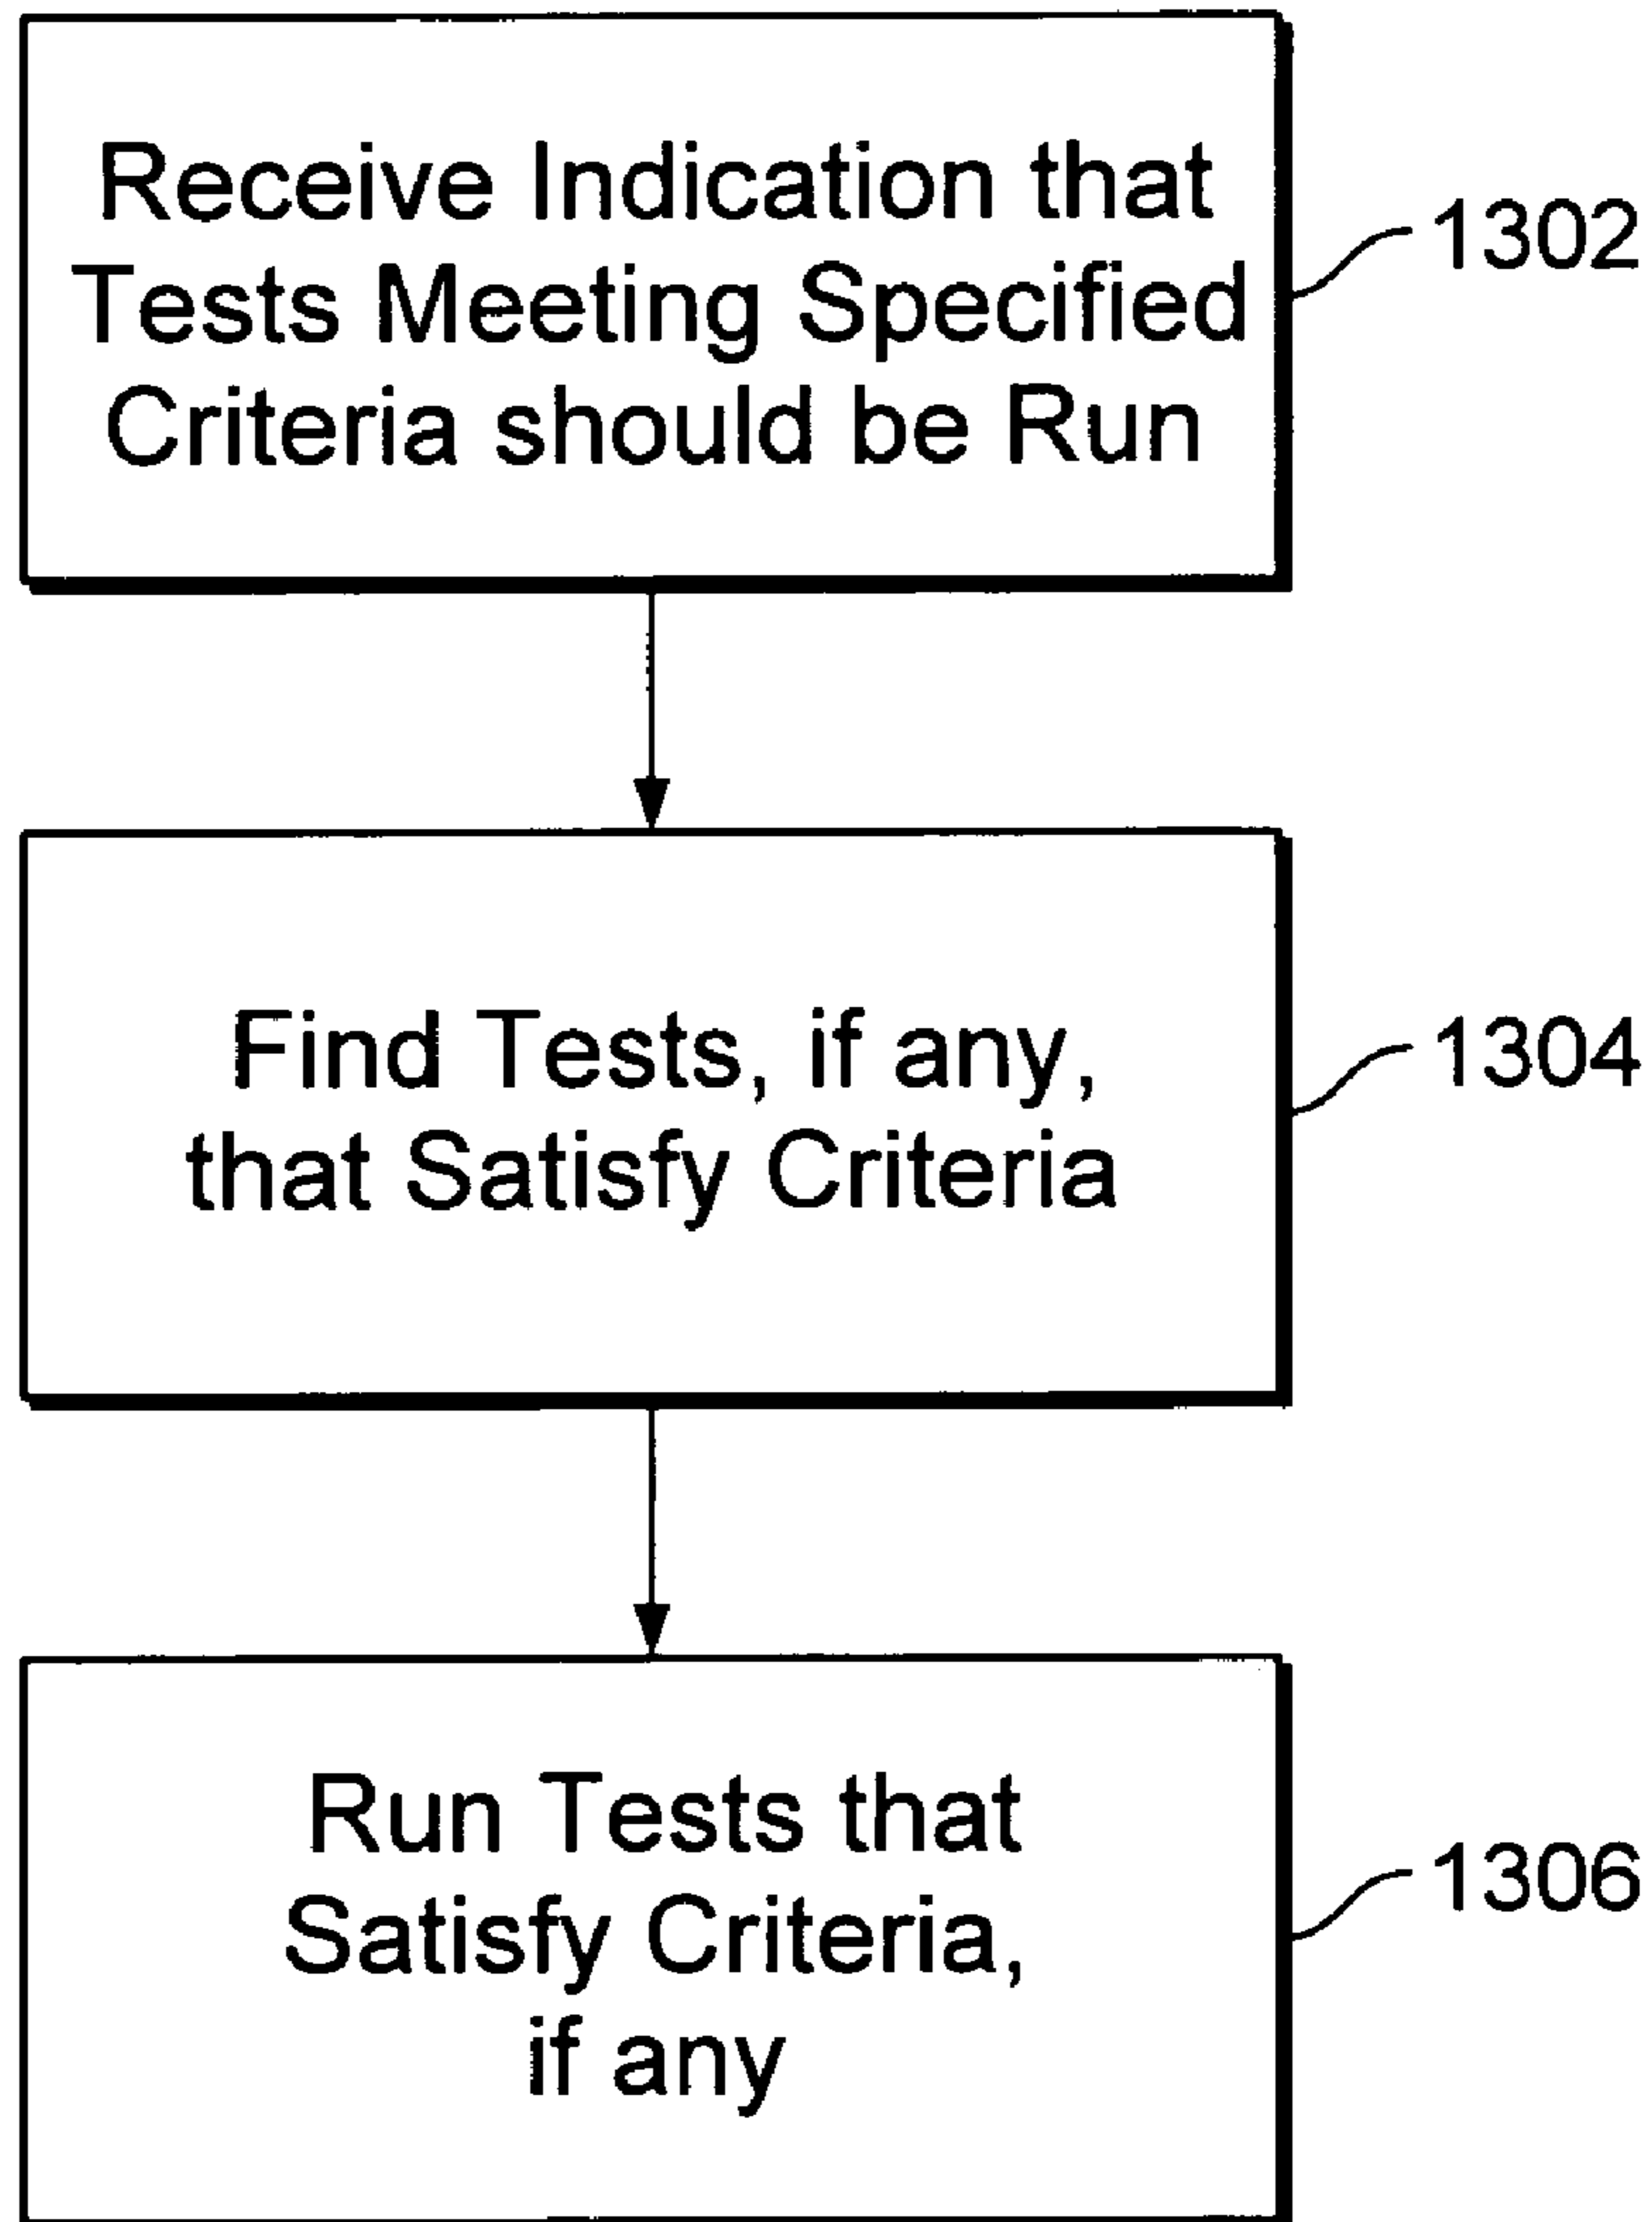 Receive Indication that
Tests Meeting Specified
Criteria should be Run
1302
Find Tests, if any,
that Satisfy Criteria
1304
Run Tests that
Satisfy Criteria,
if any
1306